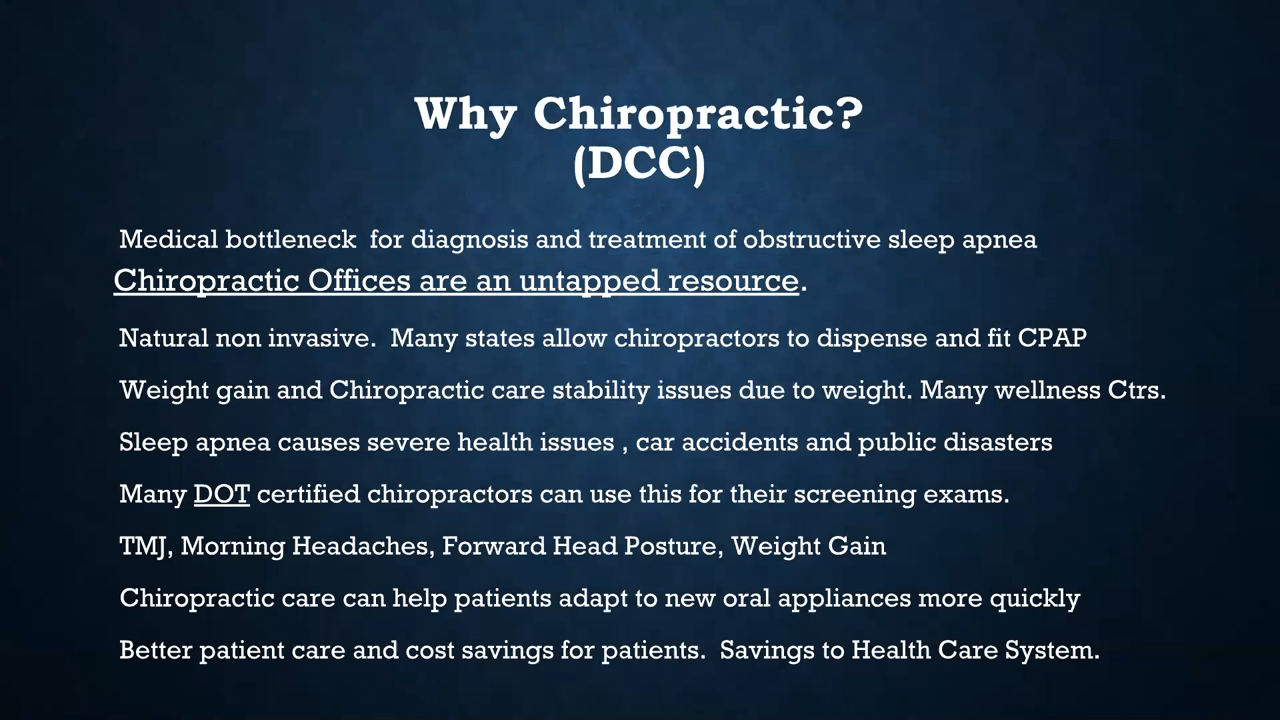 Why Chiropractic?
(DCC)
Medical bottleneck  for diagnosis and treatment of obstructive sleep apnea
Chiropractic Offices are an untapped resource.
Natural non invasive.  Many states allow chiropractors to dispense and fit CPAP
Weight gain and Chiropractic care stability issues due to weight. Many wellness Ctrs.
Sleep apnea causes severe health issues , car accidents and public disasters
Many DOT certified chiropractors can use this for their screening exams.
TMJ, Morning Headaches, Forward Head Posture, Weight Gain
Chiropractic care can help patients adapt to new oral appliances more quickly
Better patient care and cost savings for patients.  Savings to Health Care System.